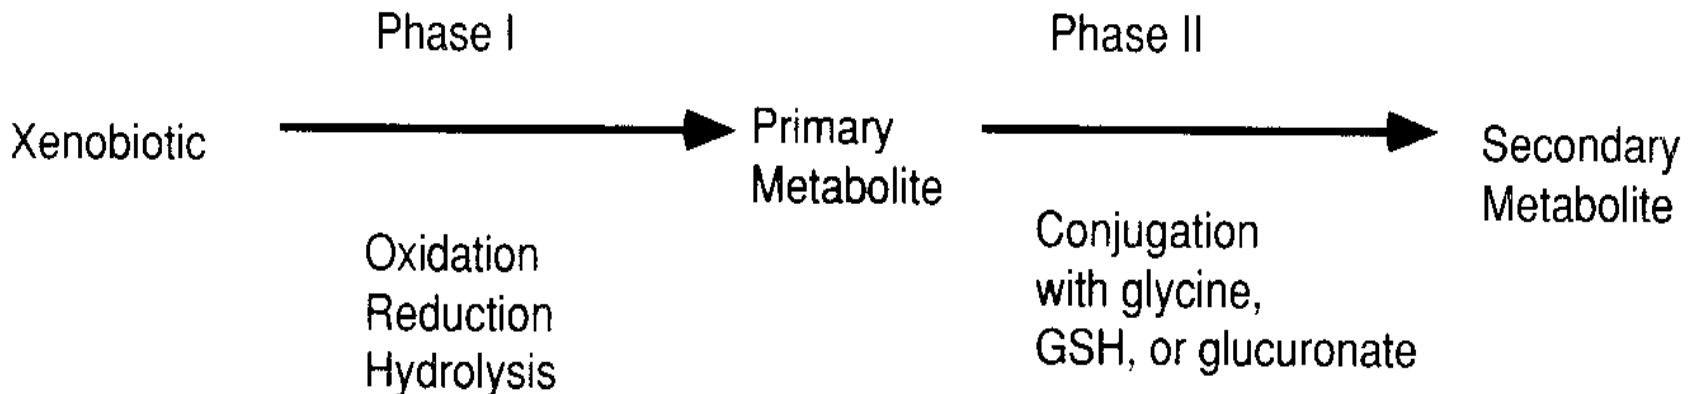 Phase I
Phase II
Xenobiotic
Primary
Metabolite
Secondary
Metabolite
Oxidation
Reduction
Hydrolysis
Conjugation
with glycine,
GSH, or glucuronate